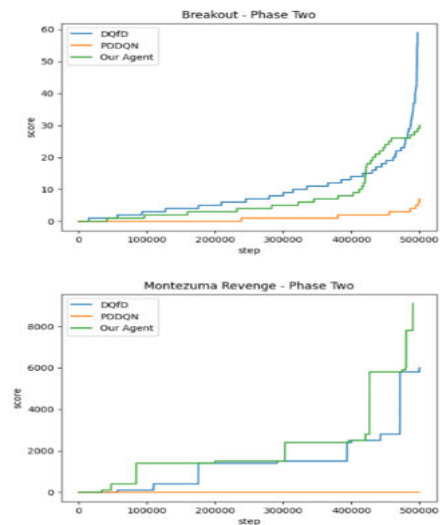 Breakout - Phase Two
DQfD
PDDQN
Our Agent
60
50
40
30
20
10
0
score
0 100000 200000 300000 400000 500000
step
Montezuma Revenge - Phase Two
DQfD
PDDQN
Our Agent
8000
6000
4000
2000
0
score
0 100000 200000 300000 400000 500000
step